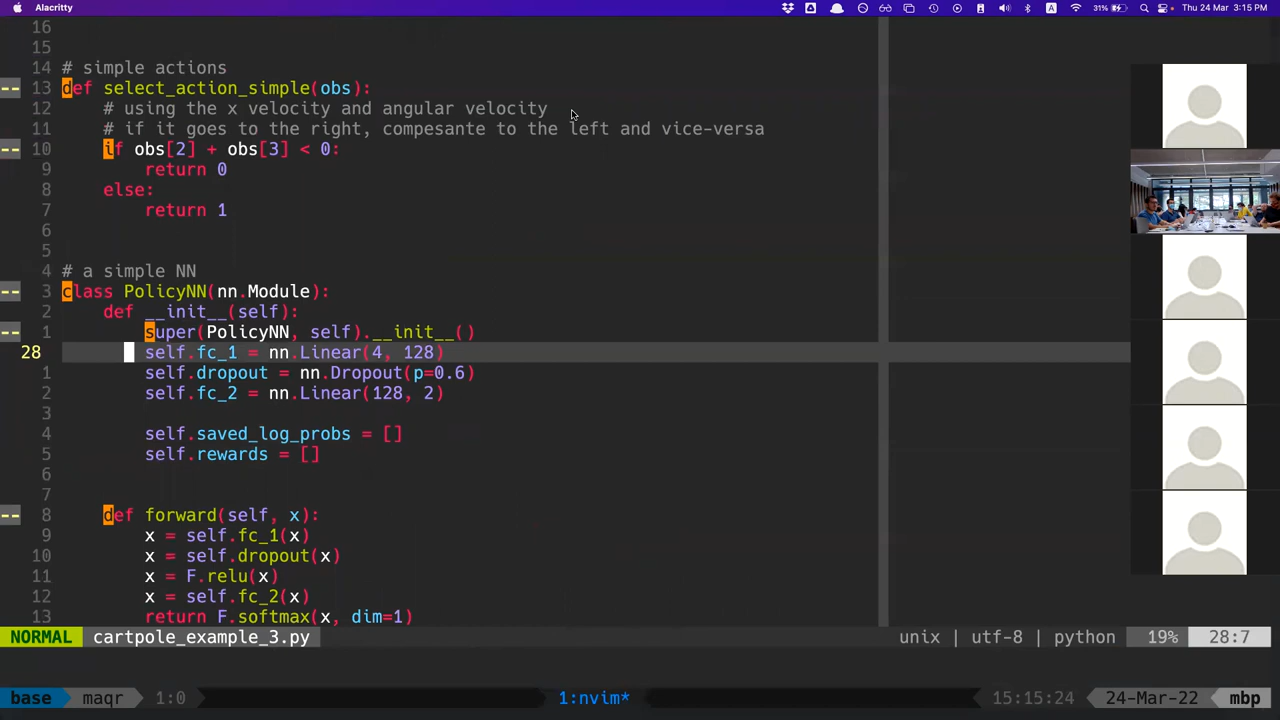 Alacritty
31%
A
Thu 24 Mar 3:15 PM
16
15
14 # simple actions
-- 13 def select_action_simple(obs):
12 # using the x velocity and angular velocity
11 # if it goes to the right, compesante to the left and vice-versa
-- 10 if obs[2] + obs[3] < 0:
9 return 0
8 else:
7 return 1
6
5
4 # a simple NN
-- 3 class PolicyNN(nn.Module):
2 def __init__(self):
-- 1 super(PolicyNN, self).__init__()
28 self.fc_1 = nn.Linear(4, 128)
1 self.dropout = nn.Dropout(p=0.6)
2 self.fc_2 = nn.Linear(128, 2)
3
4 self.saved_log_probs = []
5 self.rewards = []
6
7
-- 8 def forward(self, x):
9 x = self.fc_1(x)
10 x = self.dropout(x)
11 x = F.relu(x)
12 x = self.fc_2(x)
13 return F.softmax(x, dim=1)
NORMAL cartpole_example_3.py unix | utf-8 | python 19% 28:7
base maqr 1:0 1:nvim* 15:15:24 24-Mar-22 mbp